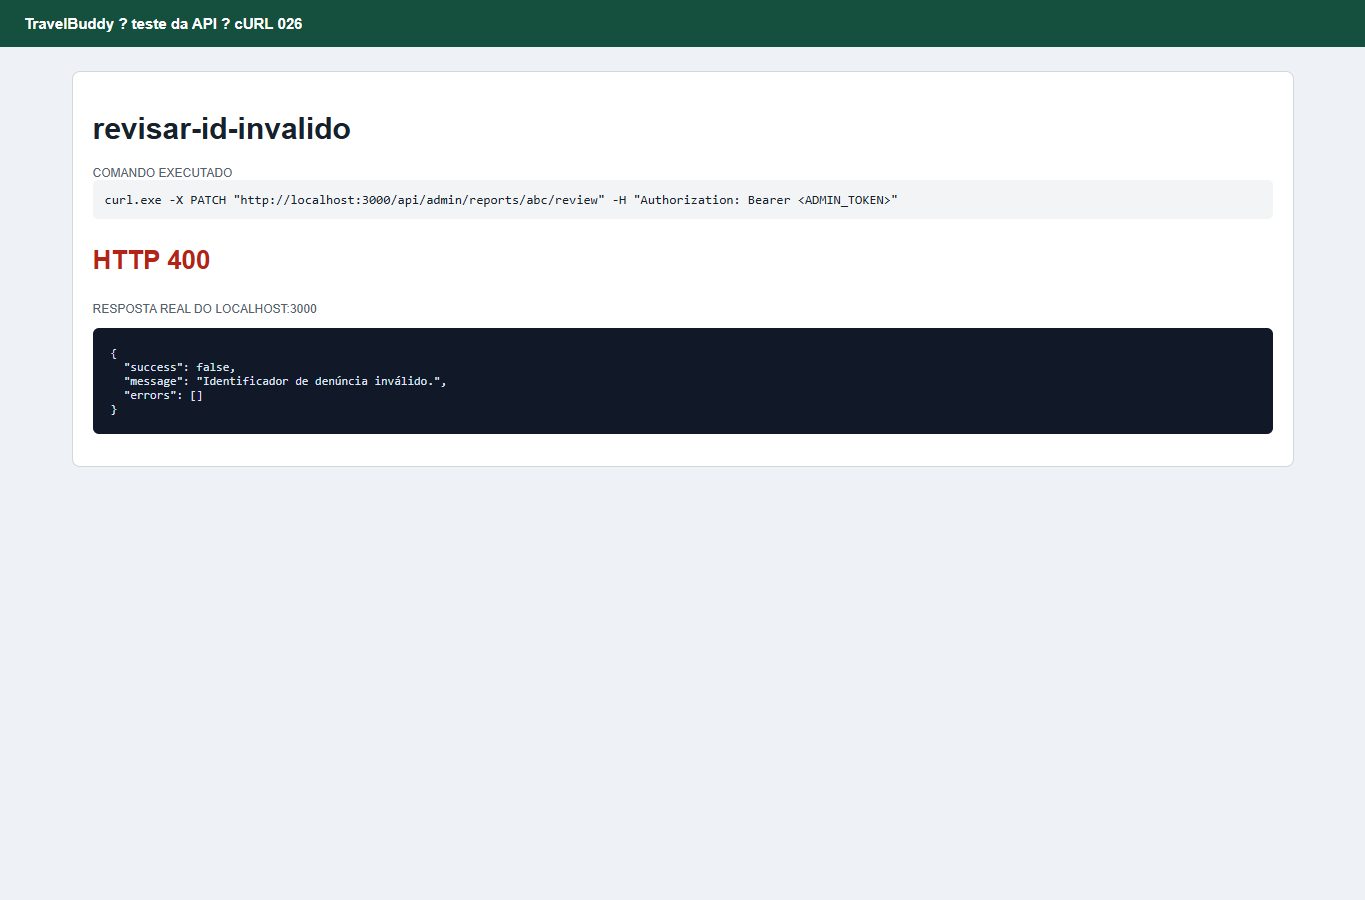 TravelBuddy ? teste da API ? cURL 026
revisar-id-invalido
COMANDO EXECUTADO
curl.exe -X PATCH "http://localhost:3000/api/admin/reports/abc/review" -H "Authorization: Bearer <ADMIN_TOKEN>"
HTTP 400
RESPOSTA REAL DO LOCALHOST:3000
{
  "success": false,
  "message": "Identificador de denúncia inválido.",
  "errors": []
}